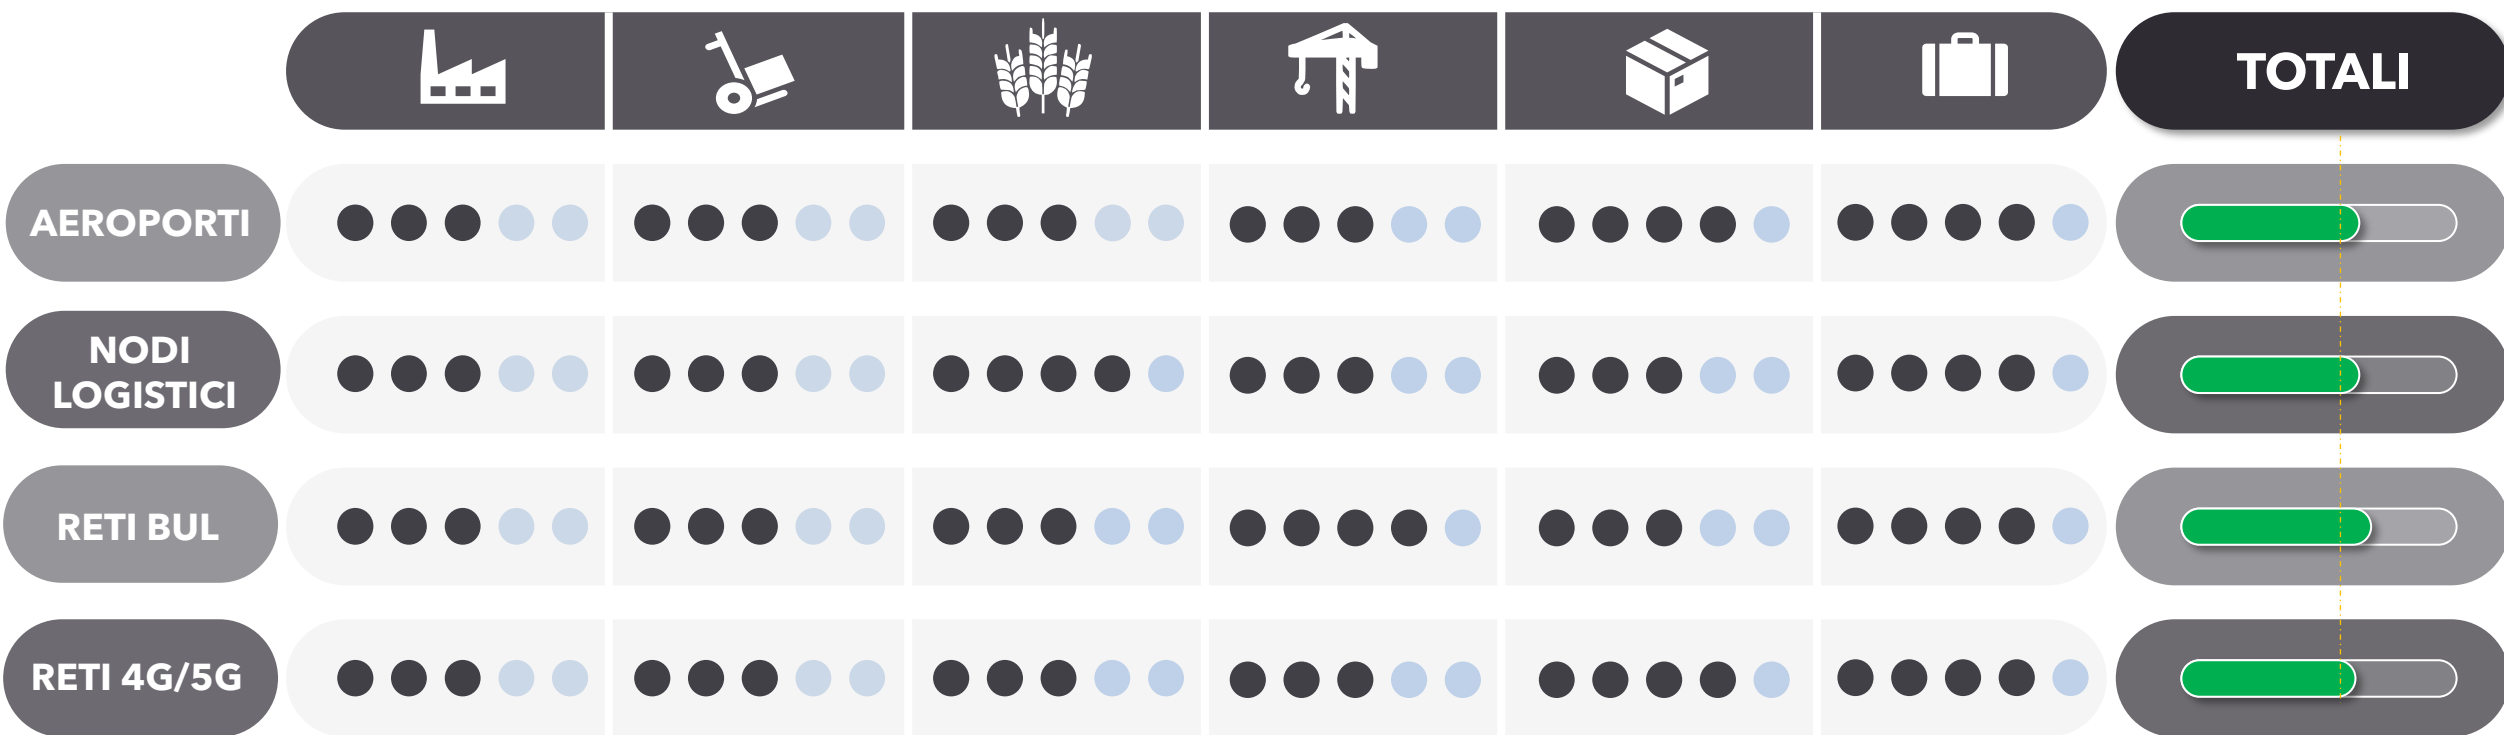 TOTALI
AEROPORTI
NODI
LOGISTICI
RETI BUL
RETI 4G/5G